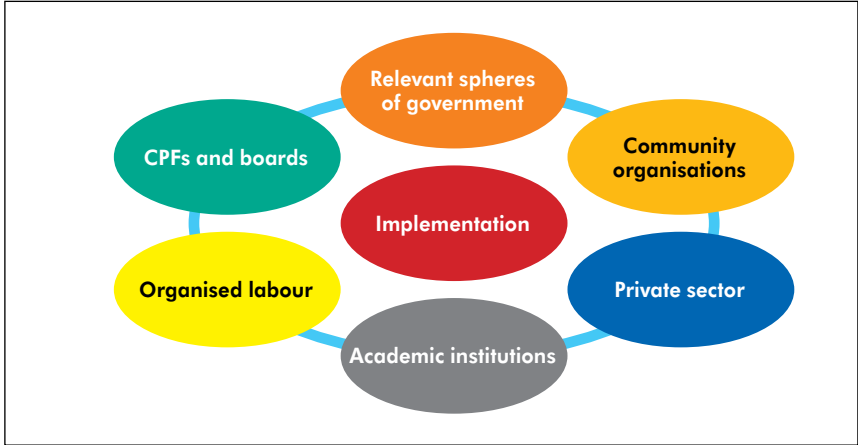 Relevant spheres
of government
CPFs and boards
Community
organisations
Implementation
Organised labour
Private sector
Academic institutions